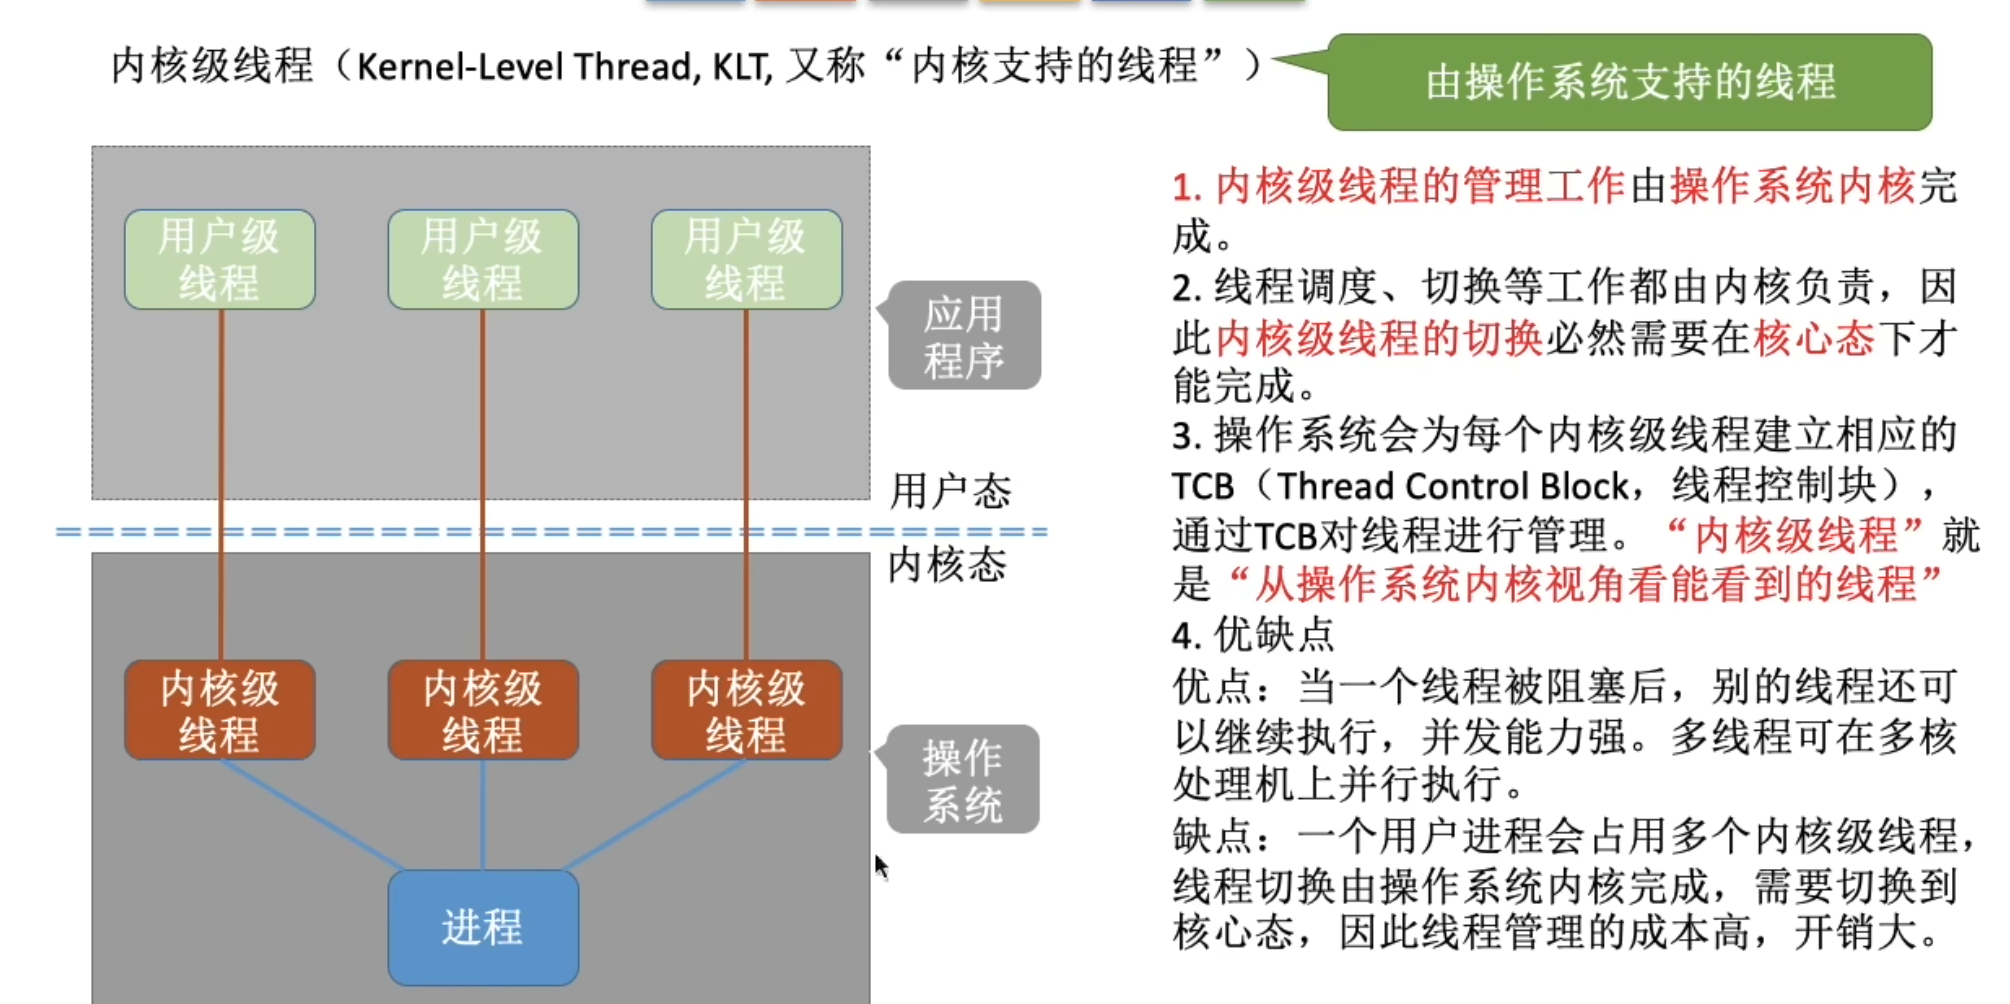 内核级线程（Kernel-Level Thread, KLT, 又称“内核支持的线程”）
由操作系统支持的线程
用户级
线程
用户级
线程
用户级
线程
应用
程序
用户态
内核态
内核级
线程
内核级
线程
内核级
线程
操作
系统
进程
1. 内核级线程的管理工作由操作系统内核完
成。
2. 线程调度、切换等工作都由内核负责，因
此内核级线程的切换必然需要在核心态下才
能完成。
3. 操作系统会为每个内核级线程建立相应的
TCB（Thread Control Block，线程控制块），
通过TCB对线程进行管理。“内核级线程”就
是“从操作系统内核视角看能看到的线程”
4. 优缺点
优点：当一个线程被阻塞后，别的线程还可
以继续执行，并发能力强。多线程可在多核
处理机上并行执行。
缺点：一个用户进程会占用多个内核级线程，
线程切换由操作系统内核完成，需要切换到
核心态，因此线程管理的成本高，开销大。